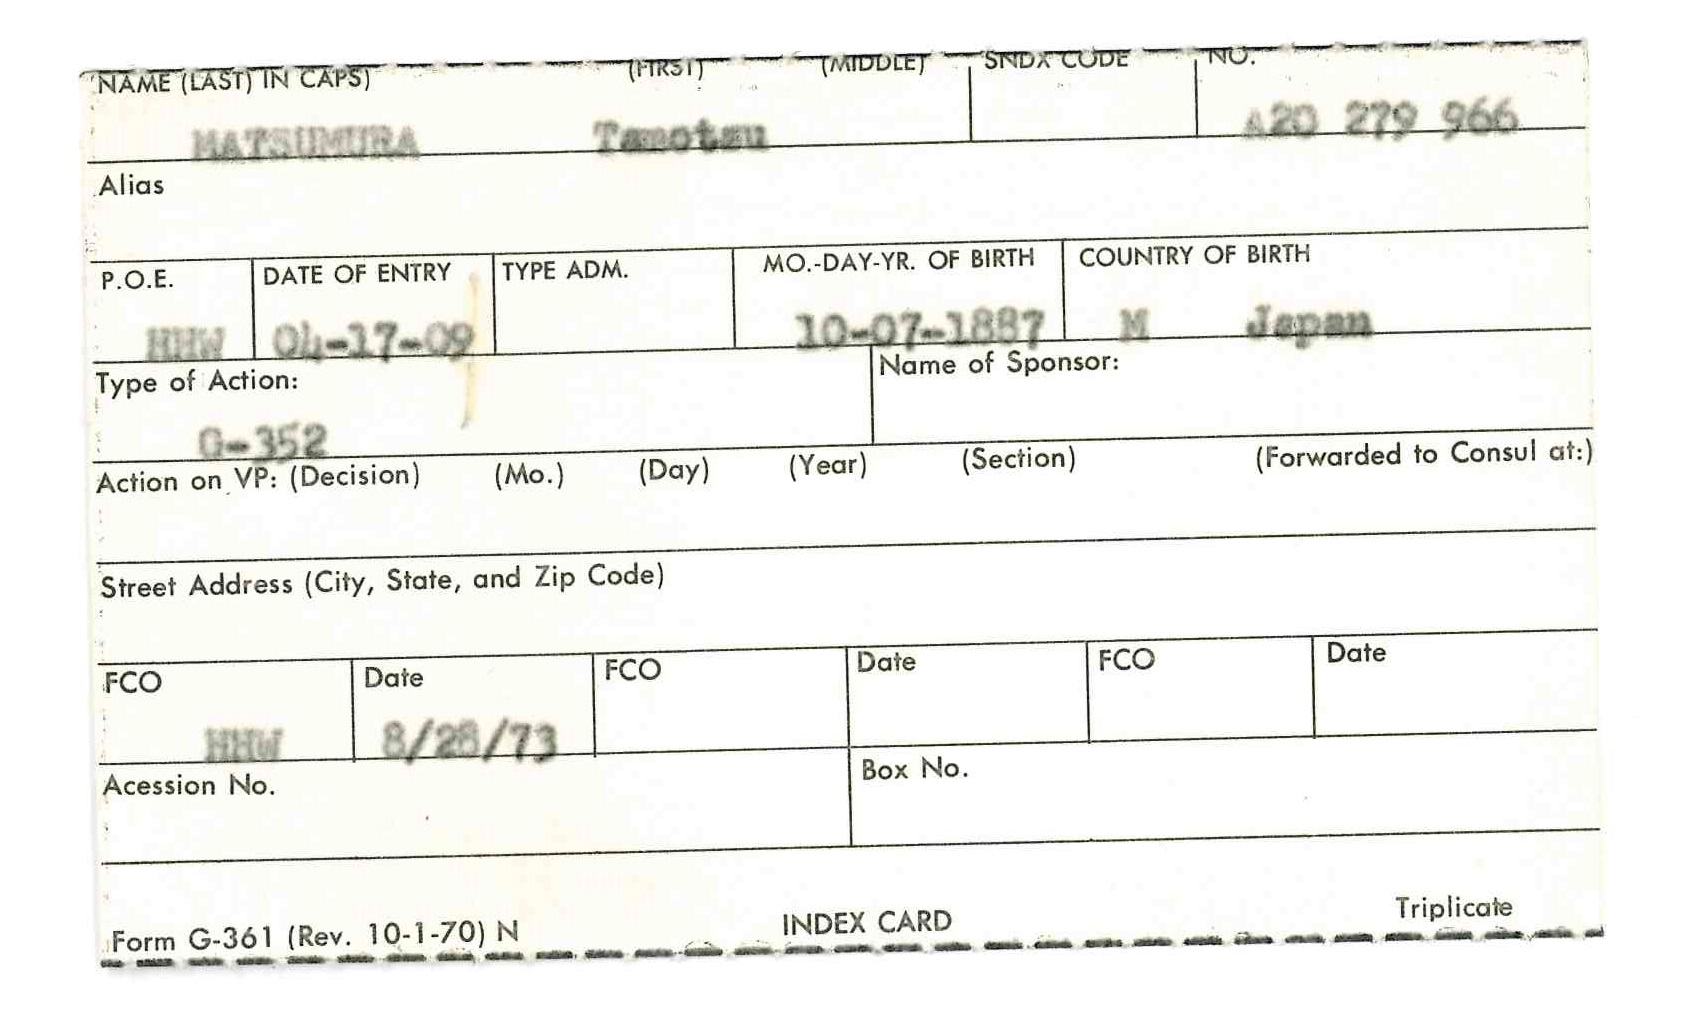 NAME (LAST) IN CAPS) (FIRST) (MIDDLE) SNDX CODE NO.
MATSUMURA Tamotsu A20 279 966
Alias
P.O.E. DATE OF ENTRY TYPE ADM. MO.-DAY-YR. OF BIRTH COUNTRY OF BIRTH
HHW 04-17-09 10-07-1887 M Japan
Type of Action: Name of Sponsor:
G-352
Action on VP: (Decision) (Mo.) (Day) (Year) (Section) (Forwarded to Consul at:)
Street Address (City, State, and Zip Code)
FCO Date FCO Date FCO Date
HHW 8/28/73
Acession No. Box No.
Form G-361 (Rev. 10-1-70) N INDEX CARD Triplicate